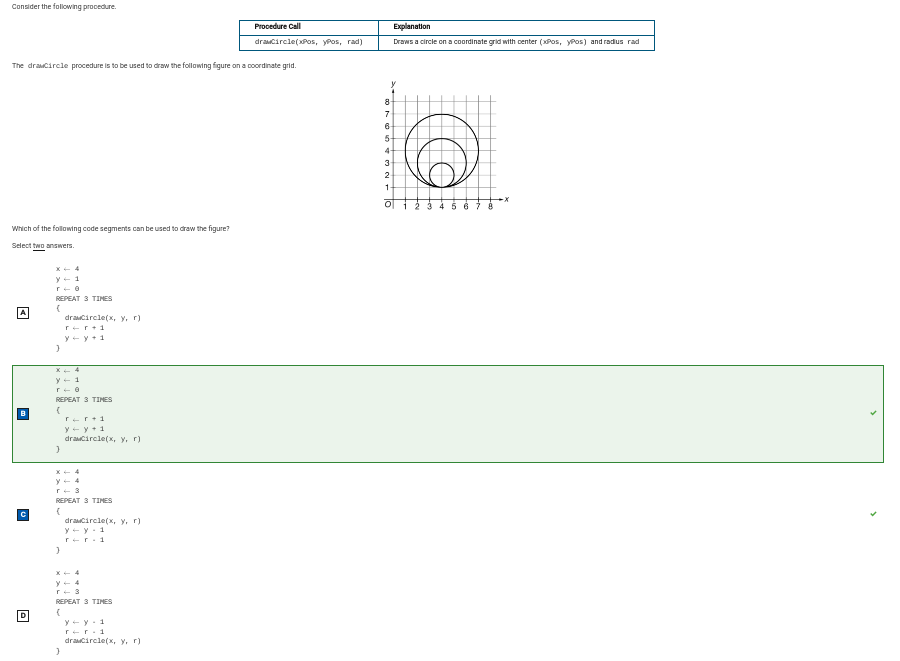 Consider the following procedure.
Procedure Call Explanation
drawCircle(xPos, yPos, rad) Draws a circle on a coordinate grid with center (xPos, yPos) and radius rad
The drawCircle procedure is to be used to draw the following figure on a coordinate grid.
y
8
7
6
5
4
3
2
1
O 1 2 3 4 5 6 7 8 x
Which of the following code segments can be used to draw the figure?
Select two answers.
A
x ← 4
y ← 1
r ← 0
REPEAT 3 TIMES
{
drawCircle(x, y, r)
r ← r + 1
y ← y + 1
}
B
x ← 4
y ← 1
r ← 0
REPEAT 3 TIMES
{
r ← r + 1
y ← y + 1
drawCircle(x, y, r)
}
C
x ← 4
y ← 4
r ← 3
REPEAT 3 TIMES
{
drawCircle(x, y, r)
y ← y - 1
r ← r - 1
}
D
x ← 4
y ← 4
r ← 3
REPEAT 3 TIMES
{
y ← y - 1
r ← r - 1
drawCircle(x, y, r)
}